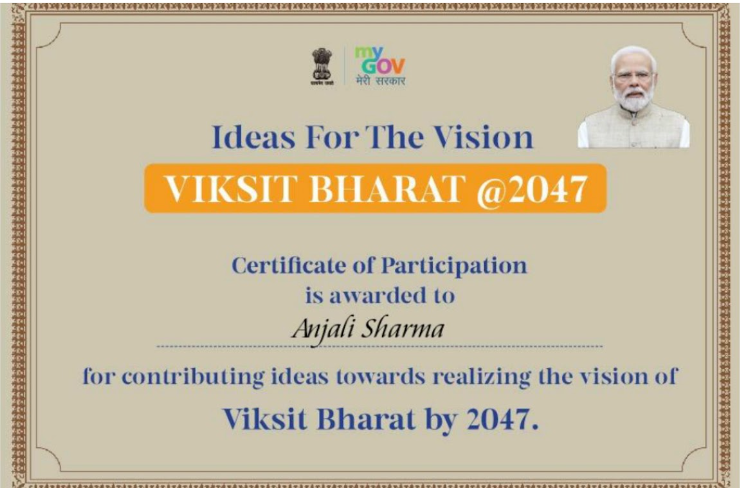 my
GOV
मेरी सरकार
Ideas For The Vision
VIKSIT BHARAT @2047
Certificate of Participation
is awarded to
Anjali Sharma
for contributing ideas towards realizing the vision of
Viksit Bharat by 2047.